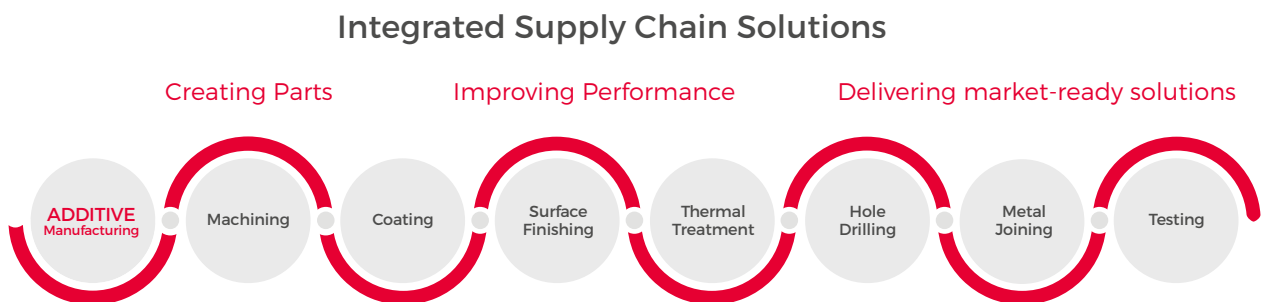 Integrated Supply Chain Solutions
Creating Parts
Improving Performance
Delivering market-ready solutions
ADDITIVE
Manufacturing
Machining
Coating
Surface
Finishing
Thermal
Treatment
Hole
Drilling
Metal
Joining
Testing